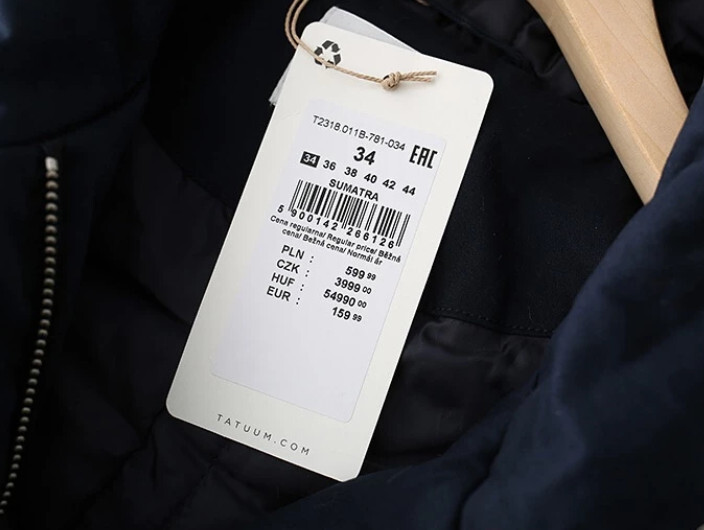 T2318.011B-781-034
34 EAC
34 36 38 40 42 44
SUMATRA
5 900142 266126
Cena regularna/ Regular price/ Běžná
cena/ Bežná cena/ Normál ár
PLN : 599 99
CZK : 3999 00
HUF : 54990 00
EUR : 159 99
TATUUM.COM